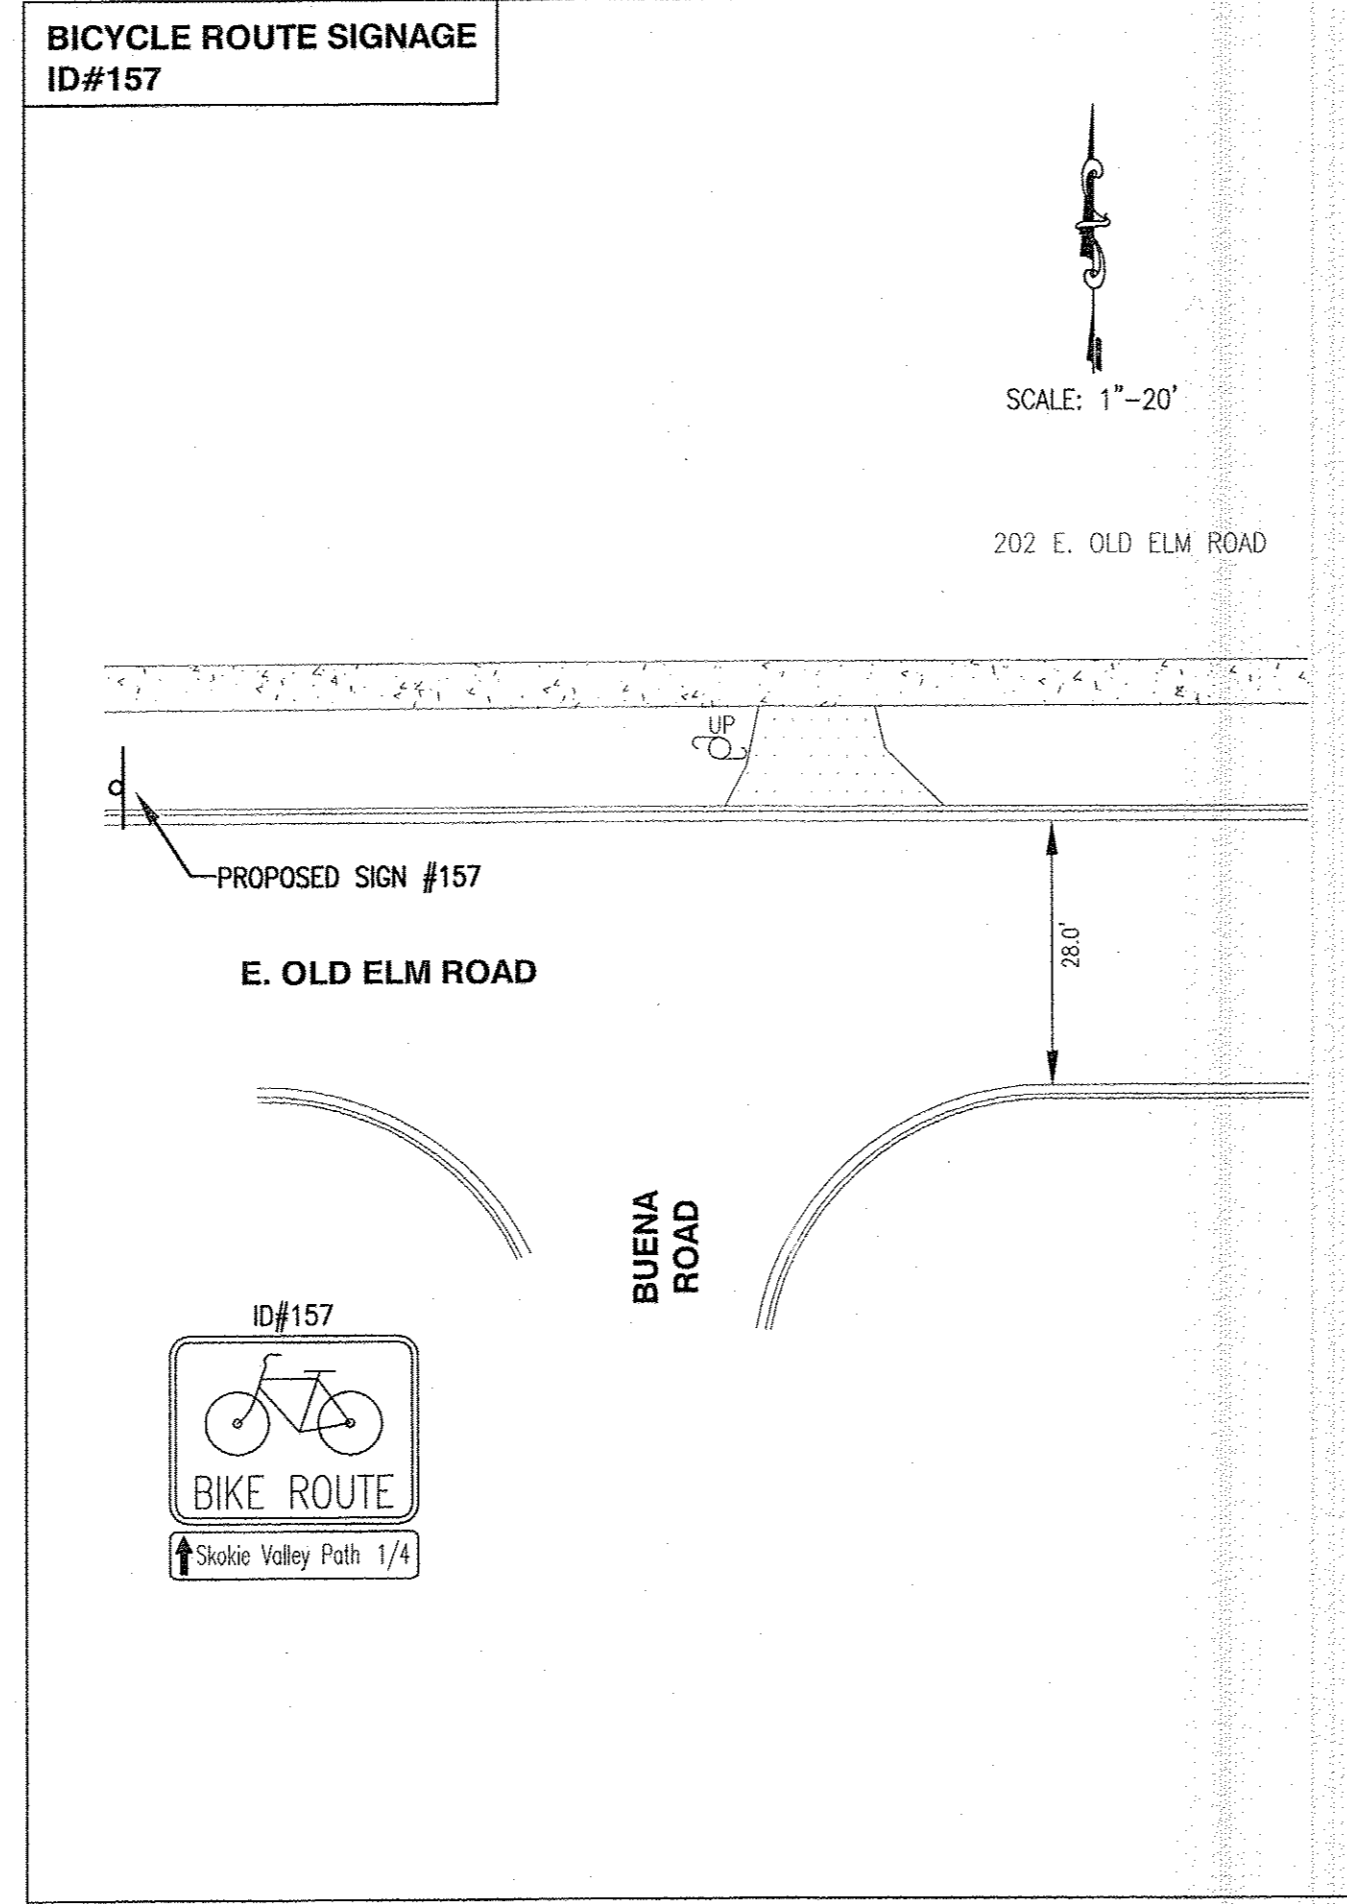 BICYCLE ROUTE SIGNAGE
ID#157
SCALE: 1"-20'
202 E. OLD ELM ROAD
UP
PROPOSED SIGN #157
28.0'
E. OLD ELM ROAD
BUENA
ROAD
ID#157
BIKE ROUTE
Skokie Valley Path 1/4